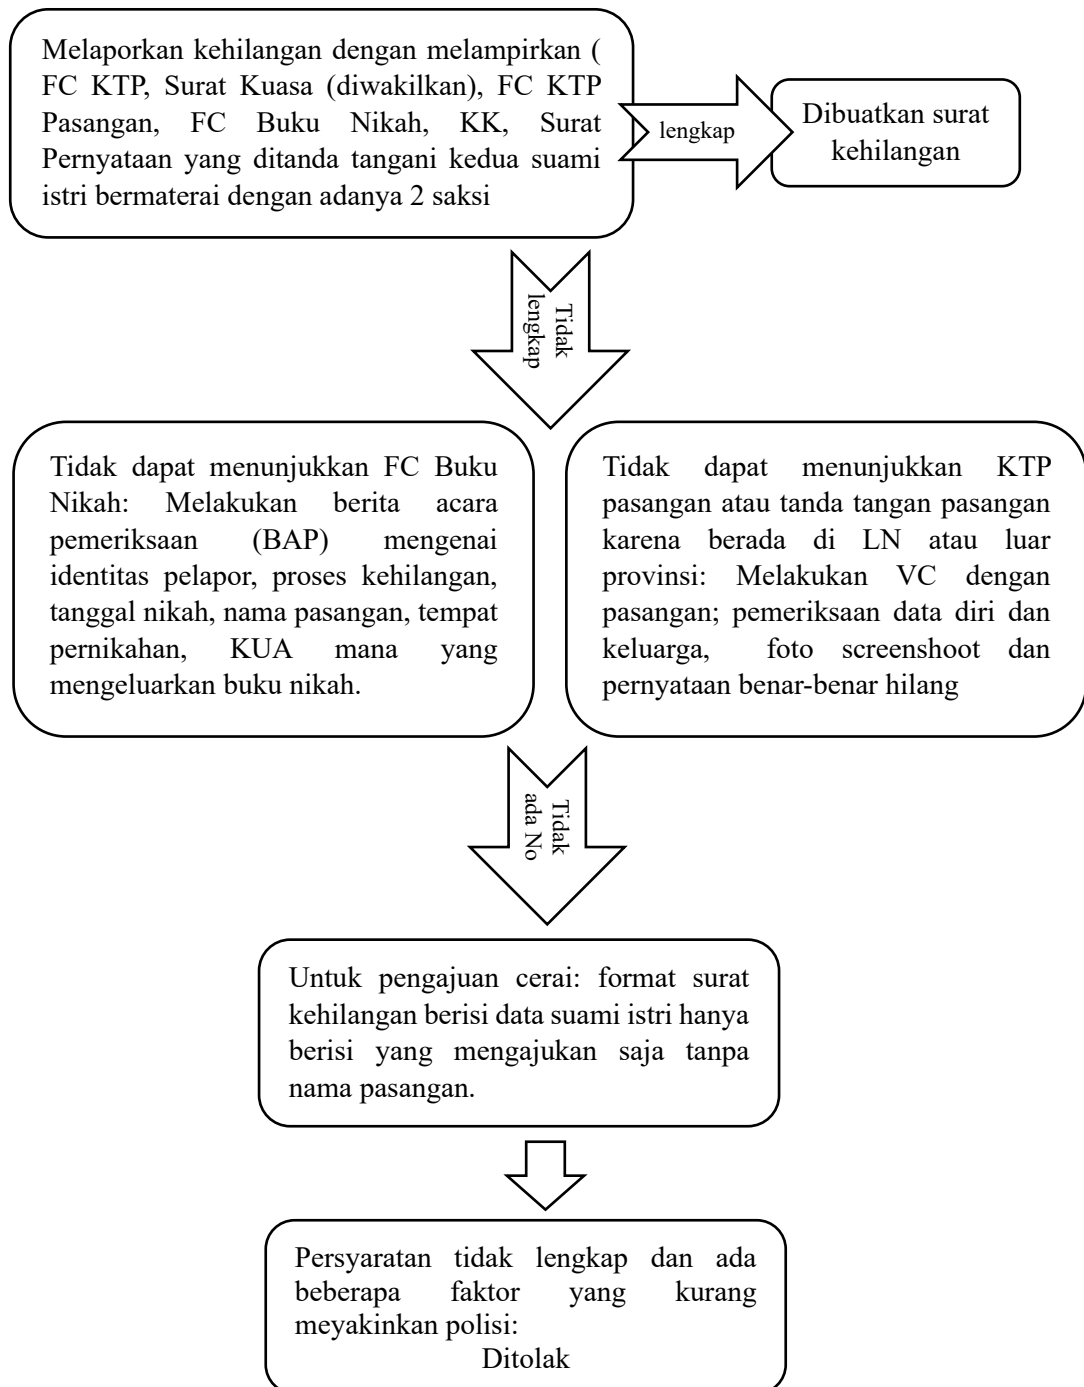 Melaporkan kehilangan dengan melampirkan (
FC KTP, Surat Kuasa (diwakilkan), FC KTP
Pasangan, FC Buku Nikah, KK, Surat
Pernyataan yang ditanda tangani kedua suami
istri bermaterai dengan adanya 2 saksi
lengkap
Dibuatkan surat
kehilangan
Tidak
lengkap
Tidak dapat menunjukkan FC Buku
Nikah: Melakukan berita acara
pemeriksaan (BAP) mengenai
identitas pelapor, proses kehilangan,
tanggal nikah, nama pasangan, tempat
pernikahan, KUA mana yang
mengeluarkan buku nikah.
Tidak dapat menunjukkan KTP
pasangan atau tanda tangan pasangan
karena berada di LN atau luar
provinsi: Melakukan VC dengan
pasangan; pemeriksaan data diri dan
keluarga, foto screenshoot dan
pernyataan benar-benar hilang
Tidak
ada No
Untuk pengajuan cerai: format surat
kehilangan berisi data suami istri hanya
berisi yang mengajukan saja tanpa
nama pasangan.
Persyaratan tidak lengkap dan ada
beberapa faktor yang kurang
meyakinkan polisi:
Ditolak